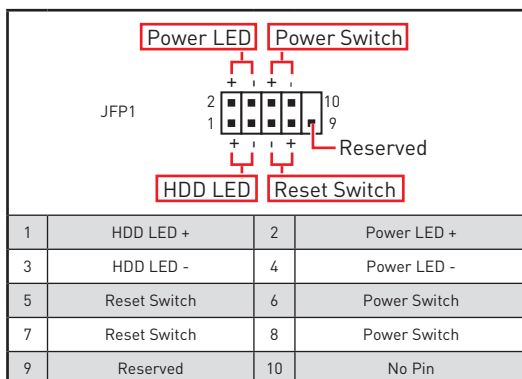 Power LED Power Switch
+ - + -
2 10
JFP1
1 9
+ - - +
Reserved
HDD LED Reset Switch
1 HDD LED + 2 Power LED +
3 HDD LED - 4 Power LED -
5 Reset Switch 6 Power Switch
7 Reset Switch 8 Power Switch
9 Reserved 10 No Pin